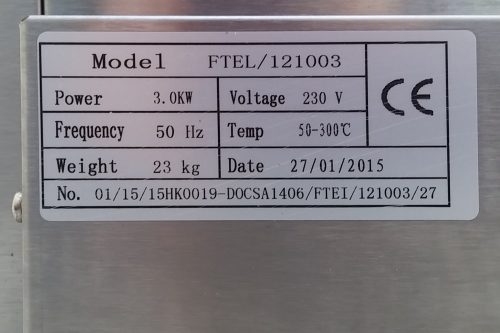 Model FTEL/121003
Power 3.0KW Voltage 230 V
CE
Frequency 50 Hz Temp 50-300℃
Weight 23 kg Date 27/01/2015
No. 01/15/15HK0019-DOCSA1406/FTEI/121003/27